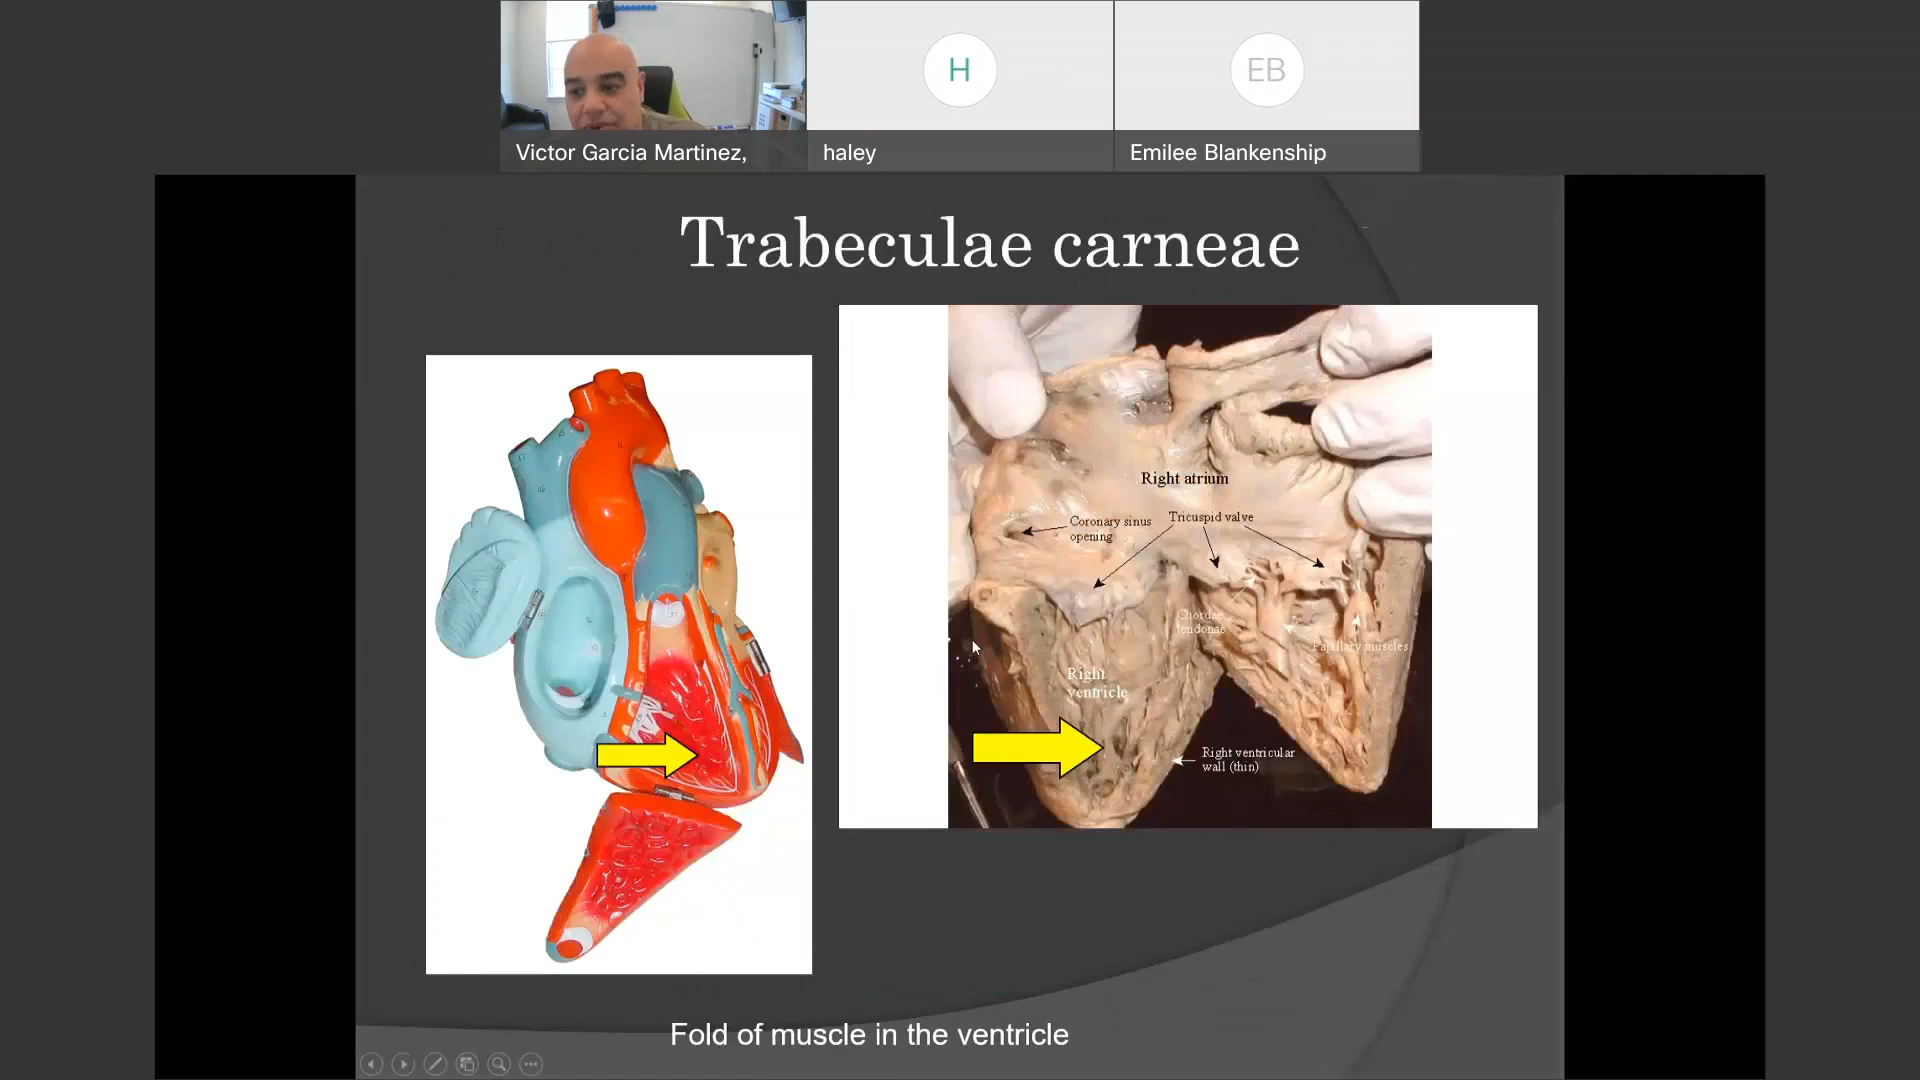 H
EB
Victor Garcia Martinez,
haley
Emilee Blankenship
Trabeculae carneae
Right atrium
Coronary sinus
opening
Tricuspid valve
Chordae
tendonae
Papillary muscles
Right
ventricle
Right ventricular
wall (thin)
Fold of muscle in the ventricle